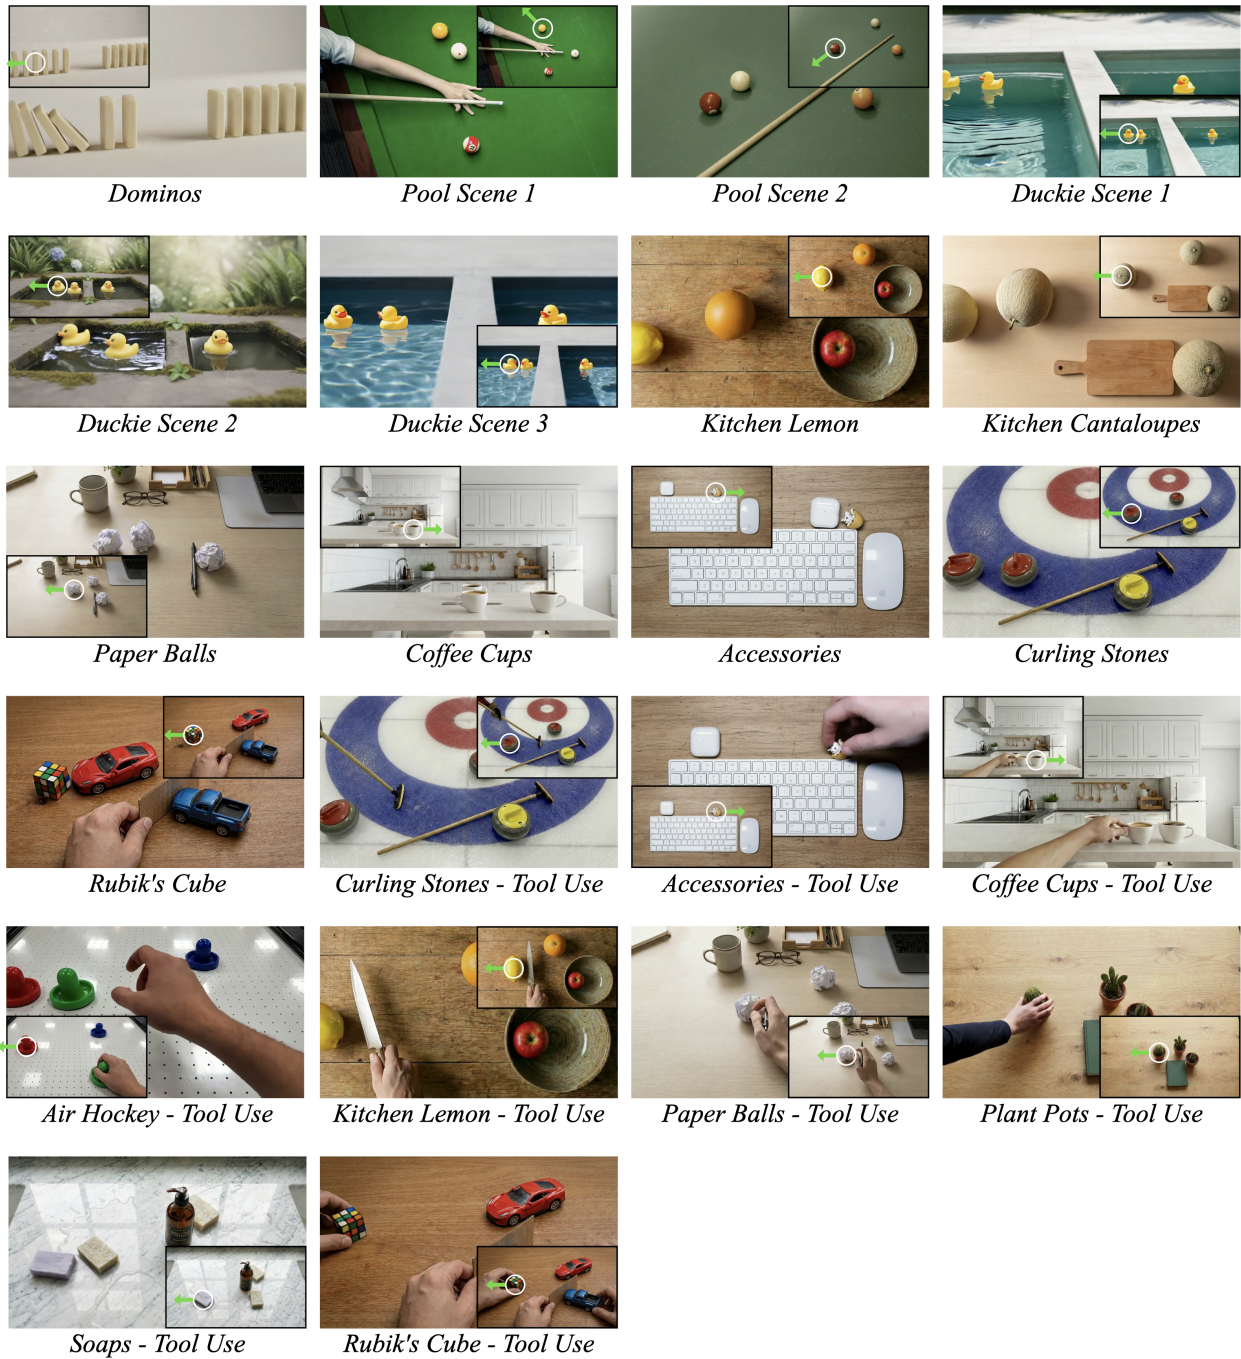 Dominos
Pool Scene 1
Pool Scene 2
Duckie Scene 1
Duckie Scene 2
Duckie Scene 3
Kitchen Lemon
Kitchen Cantaloupes
Paper Balls
Coffee Cups
Accessories
Curling Stones
Rubik's Cube
Curling Stones - Tool Use
Accessories - Tool Use
Coffee Cups - Tool Use
Air Hockey - Tool Use
Kitchen Lemon - Tool Use
Paper Balls - Tool Use
Plant Pots - Tool Use
Soaps - Tool Use
Rubik's Cube - Tool Use